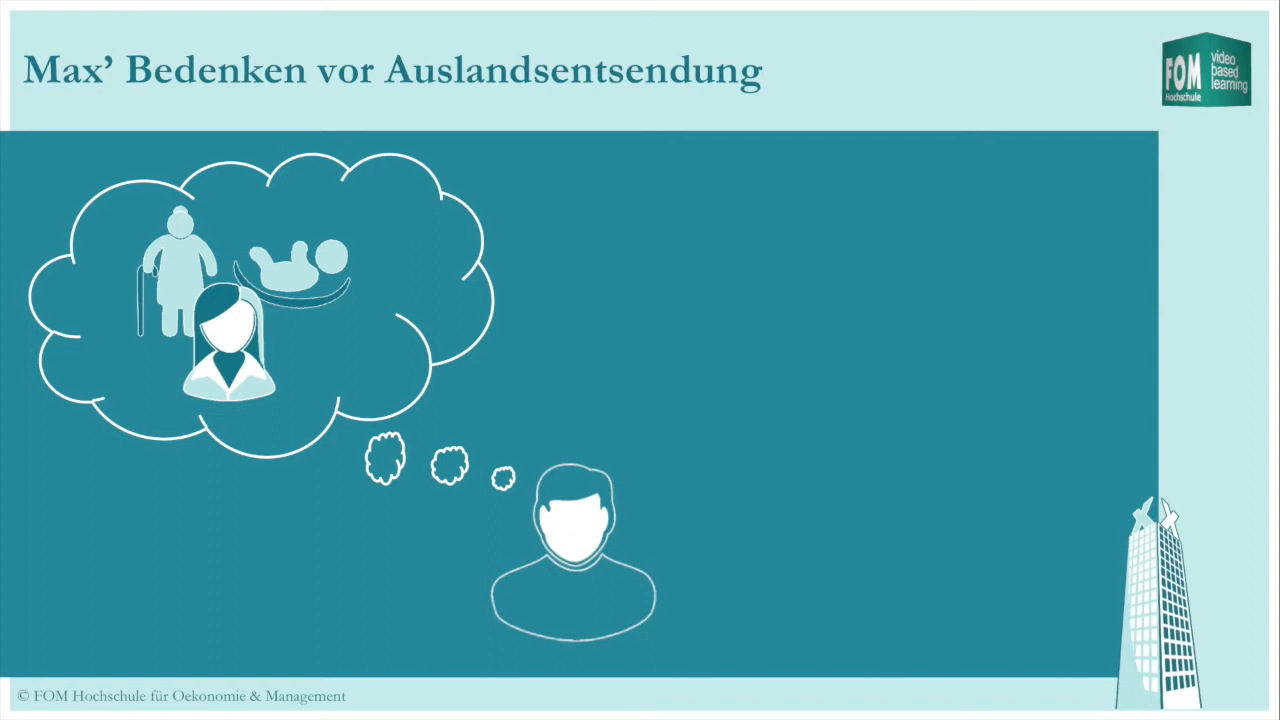 Max’ Bedenken vor Auslandsentsendung
FOM
Hochschule
video
based
learning
© FOM Hochschule für Oekonomie & Management